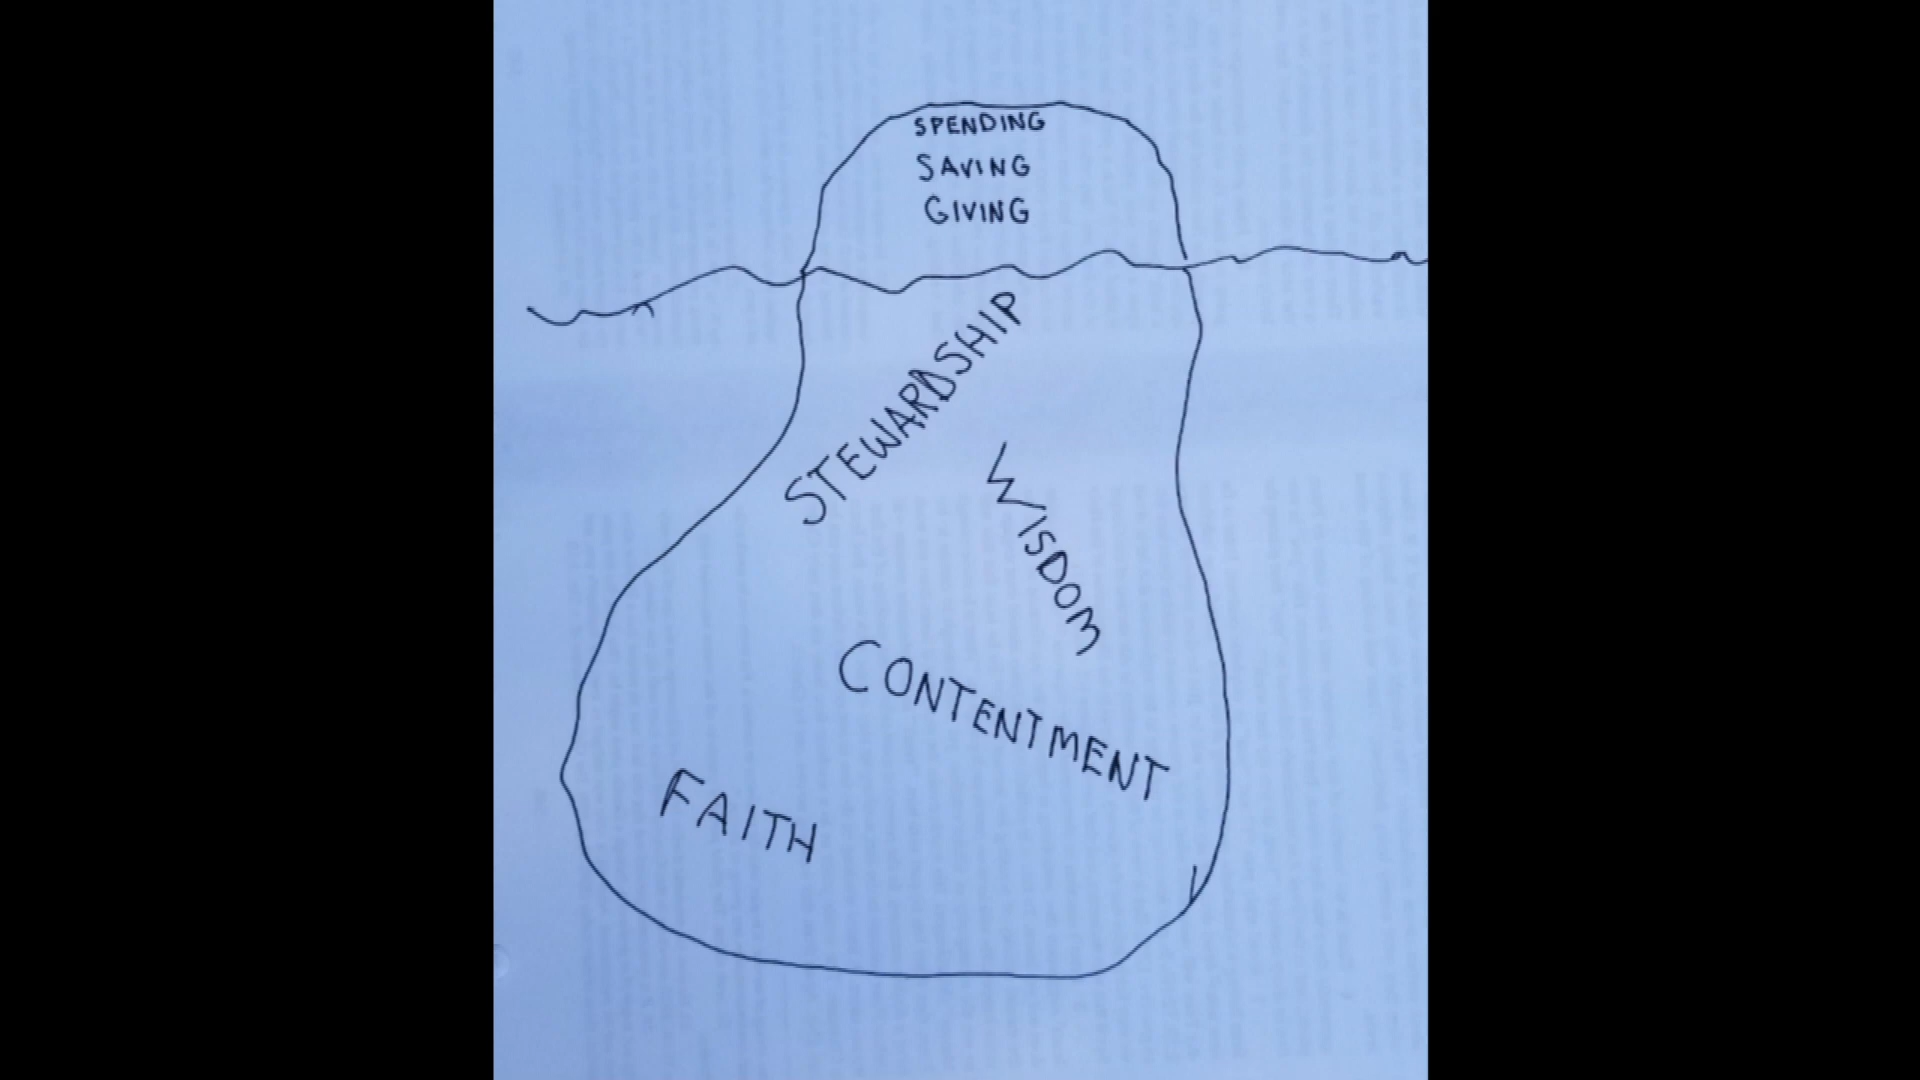 SPENDING
SAVING
GIVING
STEWARDSHIP
WISDOM
CONTENTMENT
FAITH